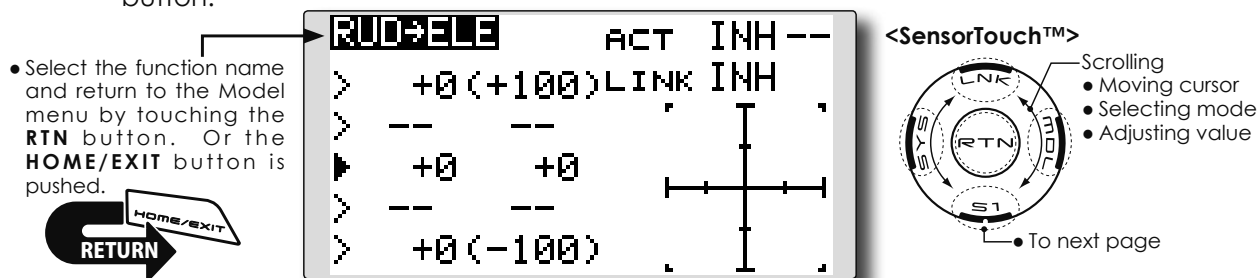 button.
● Select the function name
and return to the Model
menu by touching the
RTN button. Or the
HOME/EXIT button is
pushed.
HOME/EXIT
RETURN
RUD→ELE ACT INH --
> +0(+100) LINK INH
> -- --
▶ +0 +0
> -- --
> +0(-100)
<SensorTouch™>
LNK
SYS
RTN
MDL
S1
Scrolling
● Moving cursor
● Selecting mode
● Adjusting value
● To next page